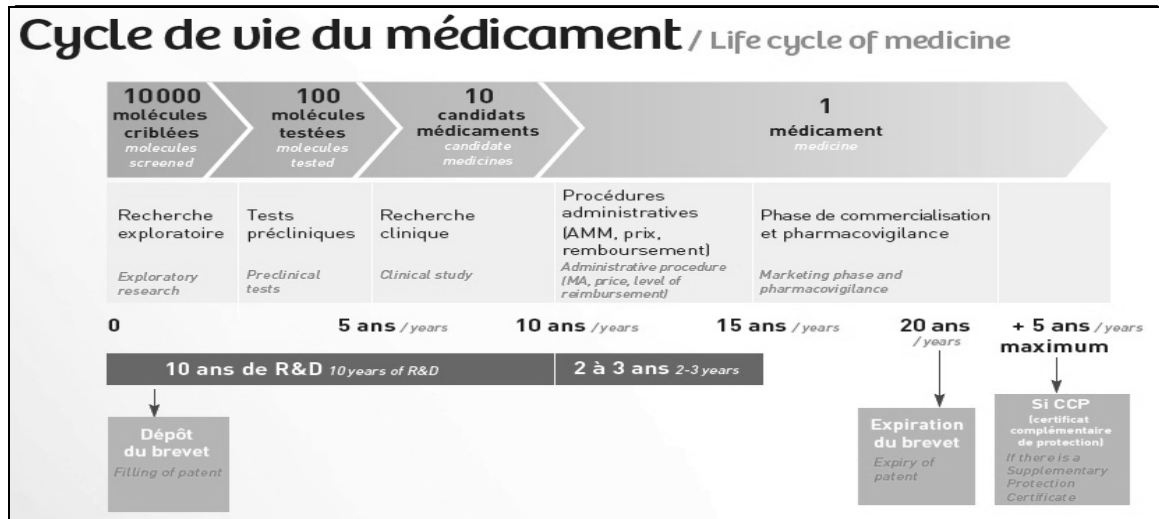 Cycle de vie du médicament / Life cycle of medicine
10 000
molécules
criblées
molecules
screened
100
molécules
testées
molecules
tested
10
candidats
médicaments
candidate
medicines
1
médicament
medicine
Recherche
exploratoire
Exploratory
research
Tests
précliniques
Preclinical
tests
Recherche
clinique
Clinical study
Procédures
administratives
(AMM, prix,
remboursement)
Administrative procedure
(MA, price, level of
reimbursement)
Phase de commercialisation
et pharmacovigilance
Marketing phase and
pharmacovigilance
0
5 ans / years
10 ans / years
15 ans / years
20 ans
/ years
+ 5 ans / years
maximum
10 ans de R&D 10 years of R&D
2 à 3 ans 2-3 years
Dépôt
du brevet
Filling of patent
Expiration
du brevet
Expiry of
patent
Si CCP
(certificat
complémentaire
de protection)
If there is a
Supplementary
Protection
Certificate